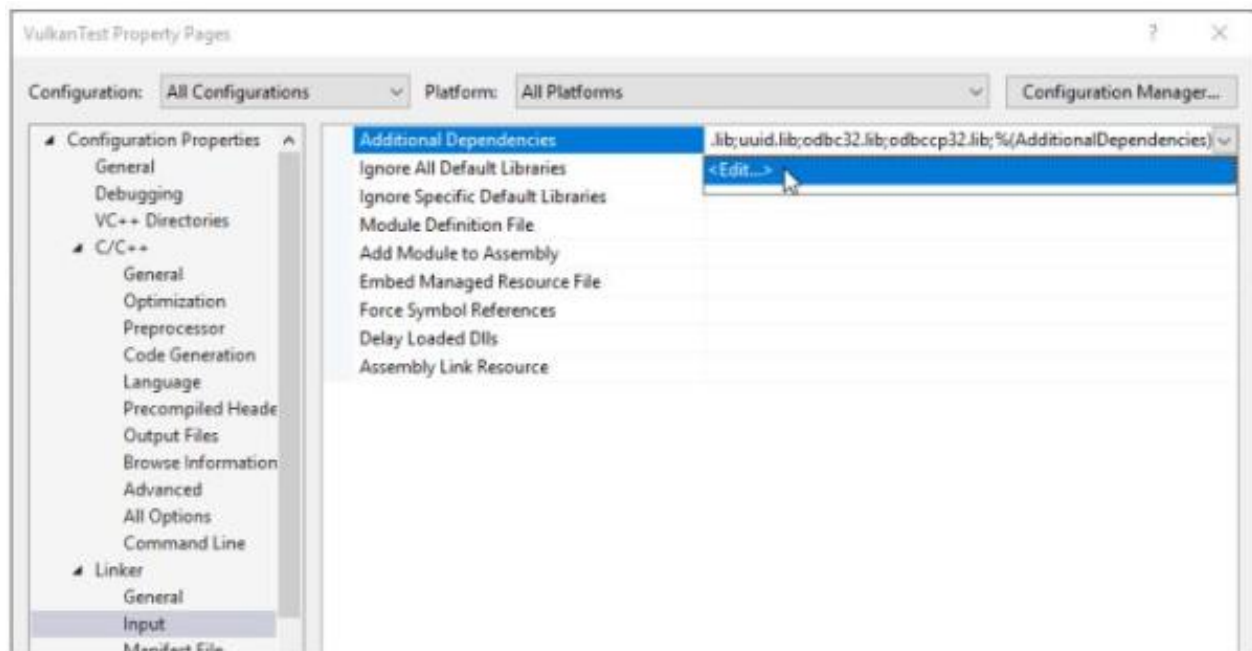 VulkanTest Property Pages ? ×
Configuration: All Configurations Platform: All Platforms Configuration Manager...
Configuration Properties
General
Debugging
VC++ Directories
C/C++
General
Optimization
Preprocessor
Code Generation
Language
Precompiled Heade
Output Files
Browse Information
Advanced
All Options
Command Line
Linker
General
Input
Manifest File
Additional Dependencies .lib;uuid.lib;odbc32.lib;odbccp32.lib;%(AdditionalDependencies)
<Edit...>
Ignore All Default Libraries
Ignore Specific Default Libraries
Module Definition File
Add Module to Assembly
Embed Managed Resource File
Force Symbol References
Delay Loaded Dlls
Assembly Link Resource